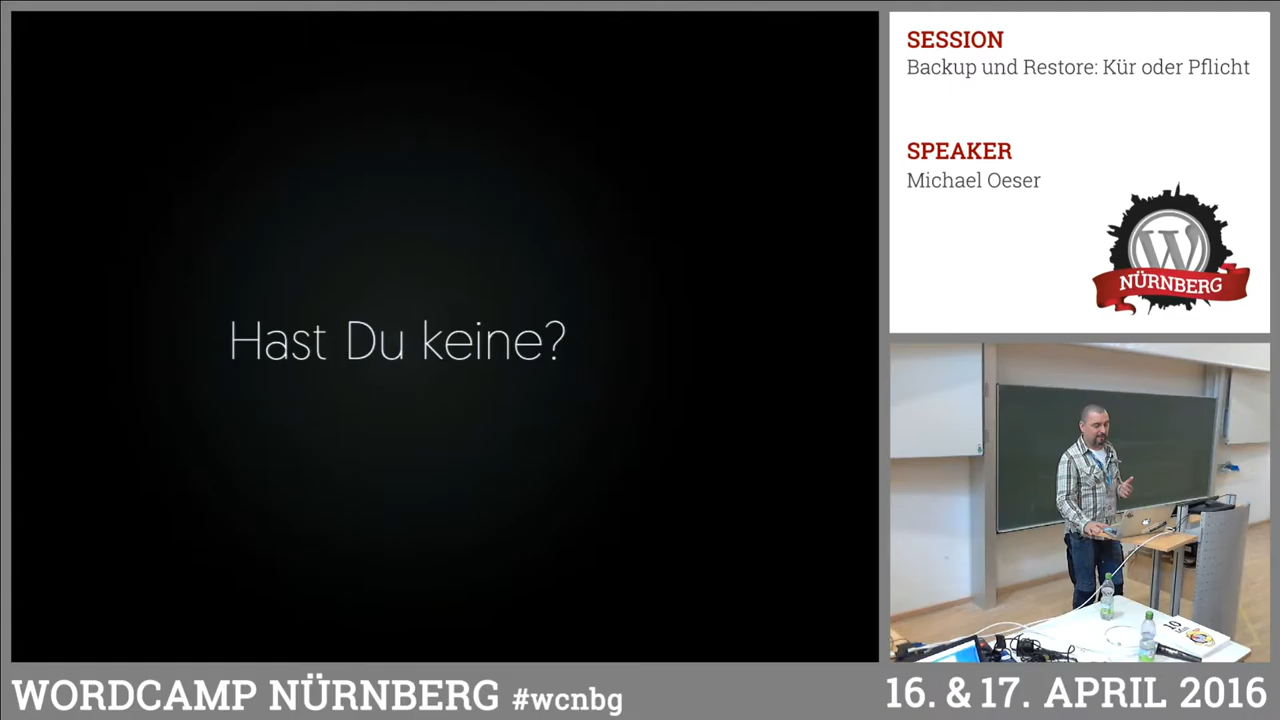 Hast Du keine?
SESSION
Backup und Restore: Kür oder Pflicht
SPEAKER
Michael Oeser
W
NÜRNBERG
10
WORDCAMP NÜRNBERG #wcnbg
16. & 17. APRIL 2016